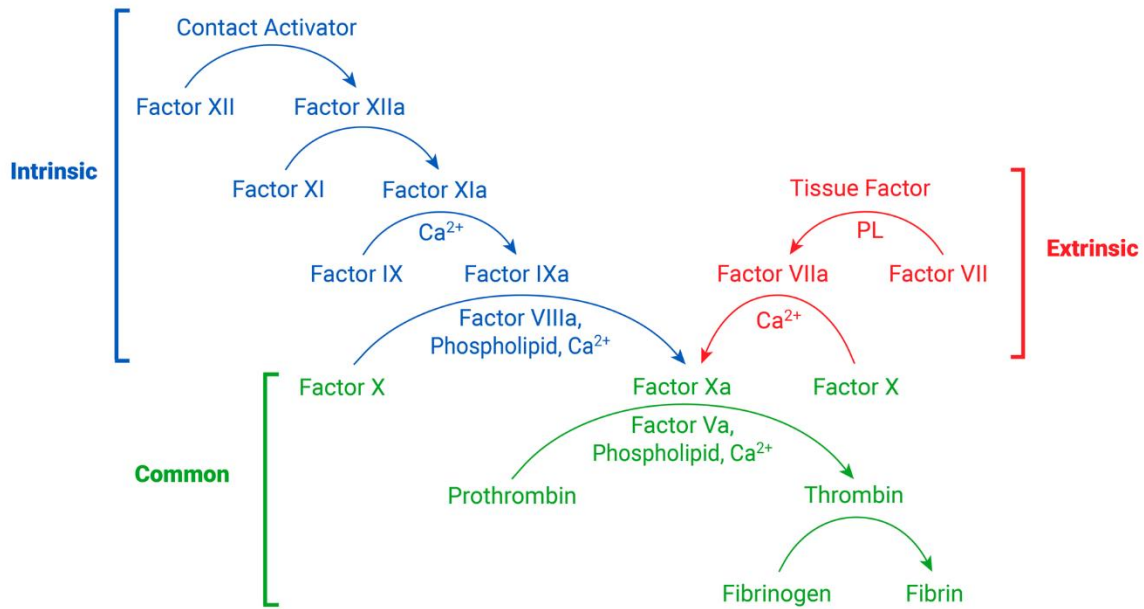 Contact Activator
Factor XII
Factor XIIa
Intrinsic
Factor XI
Factor XIa
Tissue Factor
Ca²⁺
PL
Extrinsic
Factor IX
Factor IXa
Factor VIIa
Factor VII
Factor VIIIa,
Phospholipid, Ca²⁺
Ca²⁺
Factor X
Factor Xa
Factor X
Factor Va,
Phospholipid, Ca²⁺
Common
Prothrombin
Thrombin
Fibrinogen
Fibrin